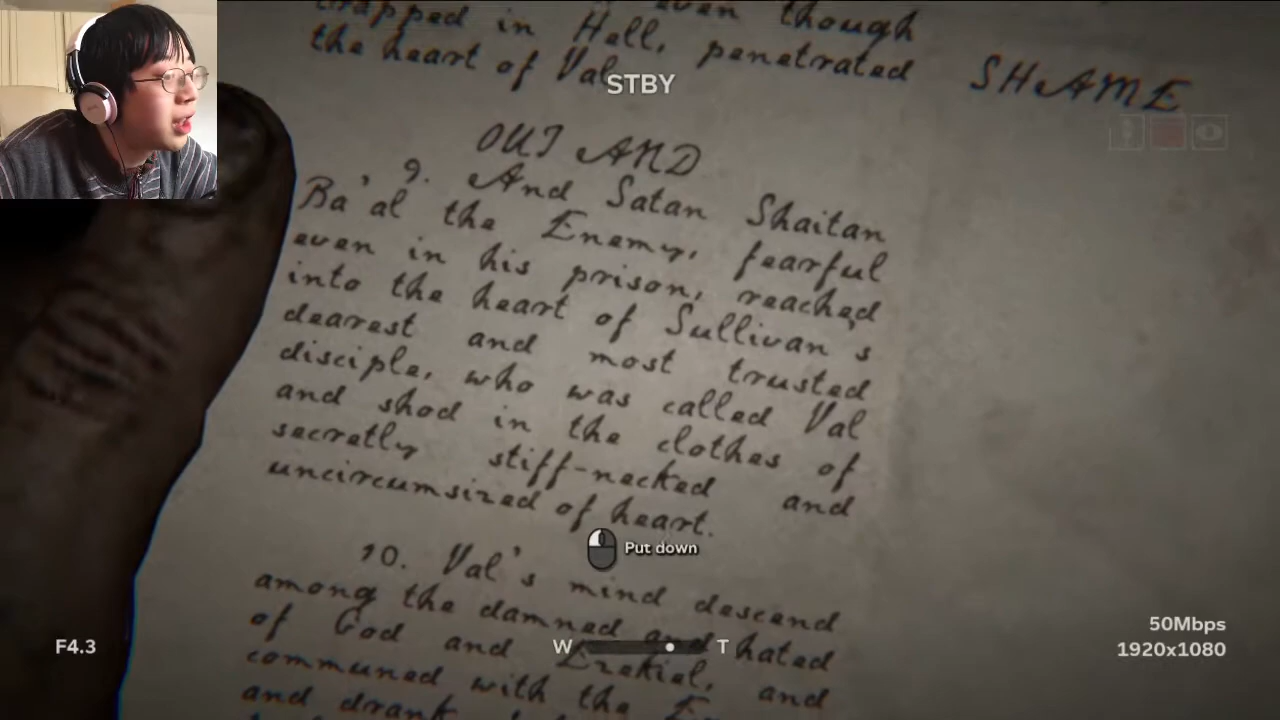 trapped in even though
Hell, penetrated
the heart of Val
SHAME
STBY
OUT AND
9. And Satan Shaitan
Ba'al the Enemy, fearful
even in his prison, reached
into the heart of Sullivan's
dearest and most trusted
disciple, who was called Val
and shod in the clothes of
secretly stiff-necked and
uncircumsized of heart.
Put down
10. Val's mind descend
among the damned and hated
of God and Ezekiel, and
communed with the
and drank
F4.3
W T
50Mbps
1920x1080